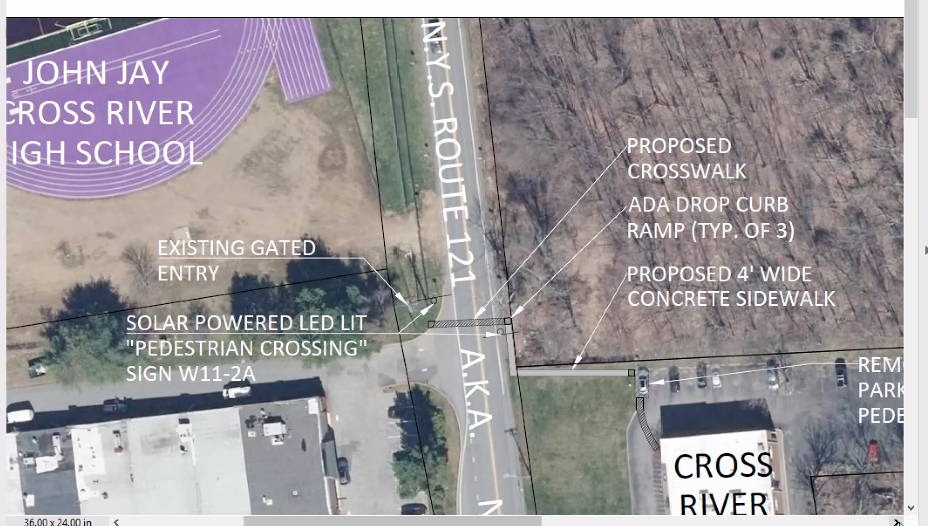 JOHN JAY
CROSS RIVER
IGH SCHOOL
N.Y.S. ROUTE 121
PROPOSED
CROSSWALK
ADA DROP CURB
RAMP (TYP. OF 3)
PROPOSED 4' WIDE
CONCRETE SIDEWALK
EXISTING GATED
ENTRY
SOLAR POWERED LED LIT
"PEDESTRIAN CROSSING"
SIGN W11-2A
A.K.A. N
REM
PARK
PEDE
CROSS
RIVER
36.00 x 24.00 in